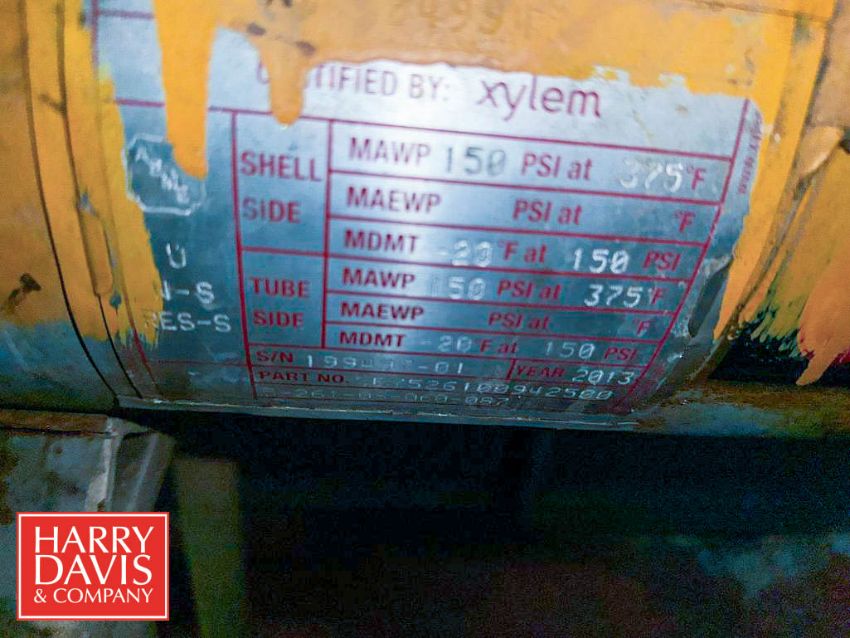 BY: xylem
ASME
SHELL SIDE
MAWP 150 PSI at 375°F
MAEWP PSI at °F
MDMT -20°F at 150 PSI
U
N-S
RES-S
TUBE SIDE
MAWP 150 PSI at 375°F
MAEWP PSI at °F
MDMT -20°F at 150 PSI
S/N YEAR 2013
PART NO.
HARRY
DAVIS
& COMPANY